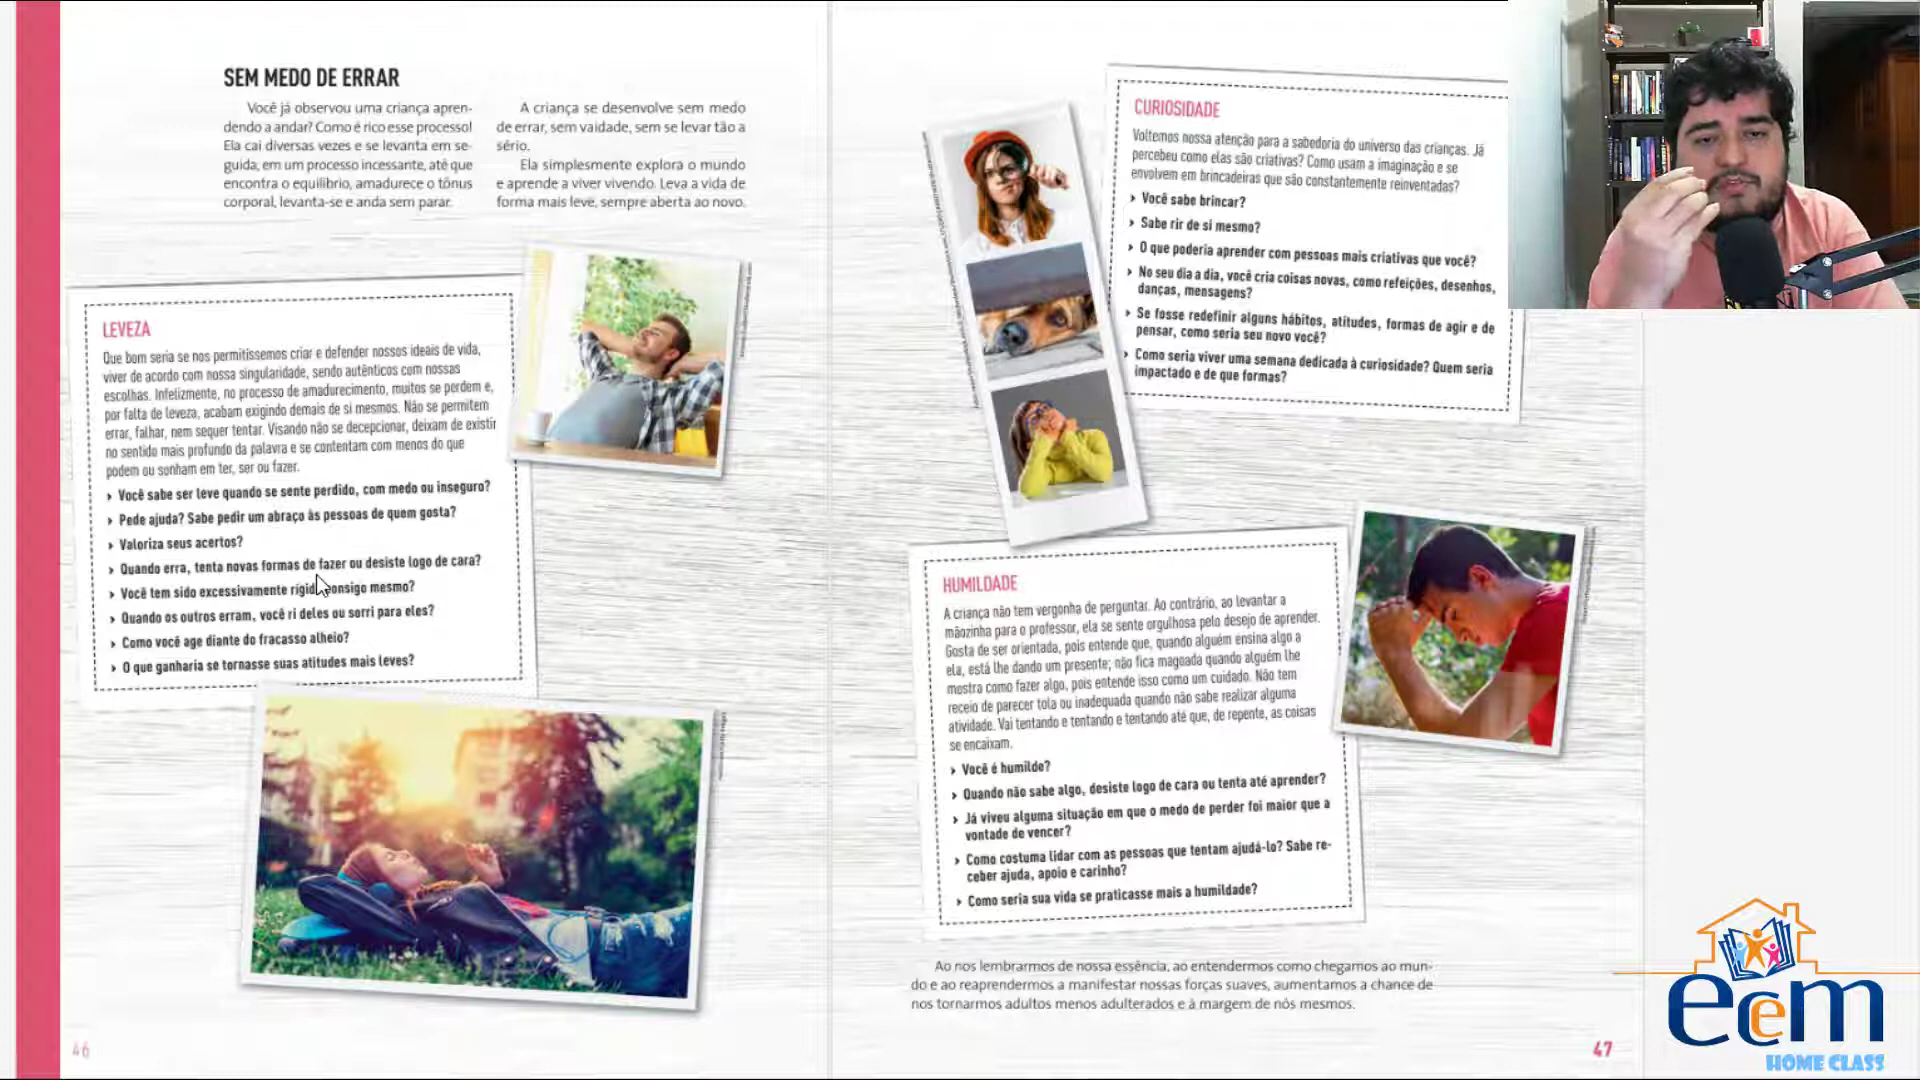 SEM MEDO DE ERRAR
Você já observou uma criança apren-
dendo a andar? Como é rico esse processo!
Ela cai diversas vezes e se levanta em se-
guida, em um processo incessante, até que
encontra o equilíbrio, amadurece o tônus
corporal, levanta-se e anda sem parar.
A criança se desenvolve sem medo
de errar, sem vaidade, sem se levar tão a
sério.
Ela simplesmente explora o mundo
e aprende a viver vivendo. Leva a vida de
forma mais leve, sempre aberta ao novo.
LEVEZA
Que bom seria se nos permitíssemos criar e defender nossos ideais de vida,
viver de acordo com nossa singularidade, sendo autênticos com nossas
escolhas. Infelizmente, no processo de amadurecimento, muitos se perdem e,
por falta de leveza, acabam exigindo demais de si mesmos. Não se permitem
errar, falhar, nem sequer tentar. Visando não se decepcionar, deixam de existir
no sentido mais profundo da palavra e se contentam com menos do que
podem ou sonham em ter, ser ou fazer.
› Você sabe ser leve quando se sente perdido, com medo ou inseguro?
› Pede ajuda? Sabe pedir um abraço às pessoas de quem gosta?
› Valoriza seus acertos?
› Quando erra, tenta novas formas de fazer ou desiste logo de cara?
› Você tem sido excessivamente rígido consigo mesmo?
› Quando os outros erram, você ri deles ou sorri para eles?
› Como você age diante do fracasso alheio?
› O que ganharia se tornasse suas atitudes mais leves?
46
CURIOSIDADE
Voltemos nossa atenção para a sabedoria do universo das crianças. Já
percebeu como elas são criativas? Como usam a imaginação e se
envolvem em brincadeiras que são constantemente reinventadas?
› Você sabe brincar?
› Sabe rir de si mesmo?
› O que poderia aprender com pessoas mais criativas que você?
› No seu dia a dia, você cria coisas novas, como refeições, desenhos,
danças, mensagens?
› Se fosse redefinir alguns hábitos, atitudes, formas de agir e de
pensar, como seria seu novo você?
› Como seria viver uma semana dedicada à curiosidade? Quem seria
impactado e de que formas?
HUMILDADE
A criança não tem vergonha de perguntar. Ao contrário, ao levantar a
mãozinha para o professor, ela se sente orgulhosa pelo desejo de aprender.
Gosta de ser orientada, pois entende que, quando alguém ensina algo a
ela, está lhe dando um presente; não fica magoada quando alguém lhe
mostra como fazer algo, pois entende isso como um cuidado. Não tem
receio de parecer tola ou inadequada quando não sabe realizar alguma
atividade. Vai tentando e tentando e tentando até que, de repente, as coisas
se encaixam.
› Você é humilde?
› Quando não sabe algo, desiste logo de cara ou tenta até aprender?
› Já viveu alguma situação em que o medo de perder foi maior que a
vontade de vencer?
› Como costuma lidar com as pessoas que tentam ajudá-lo? Sabe re-
ceber ajuda, apoio e carinho?
› Como seria sua vida se praticasse mais a humildade?
Ao nos lembrarmos de nossa essência, ao entendermos como chegamos ao mun-
do e ao reaprendermos a manifestar nossas forças suaves, aumentamos a chance de
nos tornarmos adultos menos adulterados e à margem de nós mesmos.
47
eCem
HOME CLASS